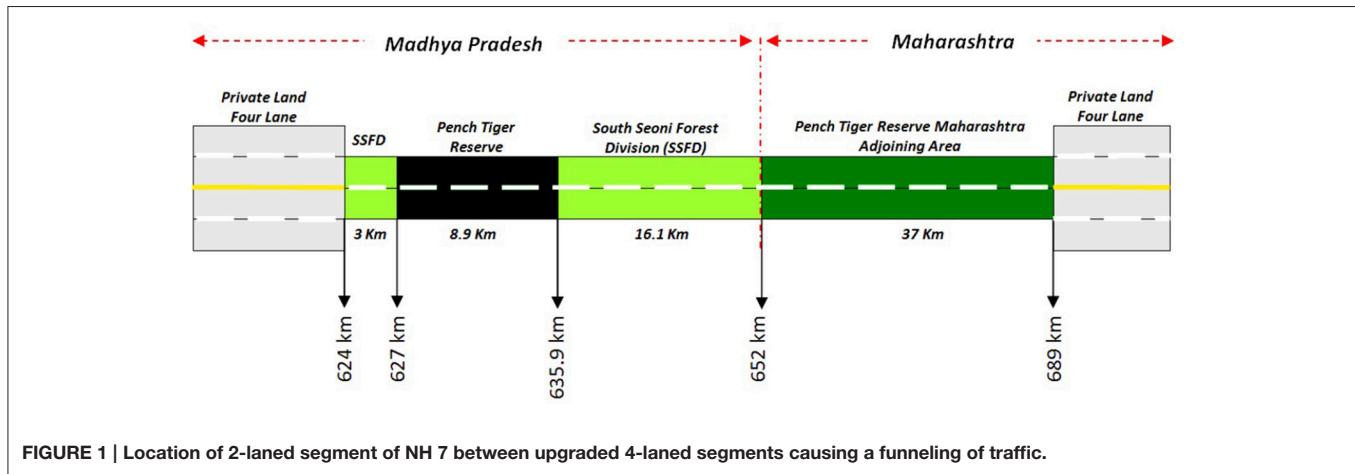 Madhya Pradesh
Maharashtra
Private Land
Four Lane
SSFD
Pench Tiger
Reserve
South Seoni Forest
Division (SSFD)
Pench Tiger Reserve Maharashtra
Adjoining Area
Private Land
Four Lane
3 Km
8.9 Km
16.1 Km
37 Km
624 km
627 km
635.9 km
652 km
689 km
FIGURE 1 | Location of 2-laned segment of NH 7 between upgraded 4-laned segments causing a funneling of traffic.